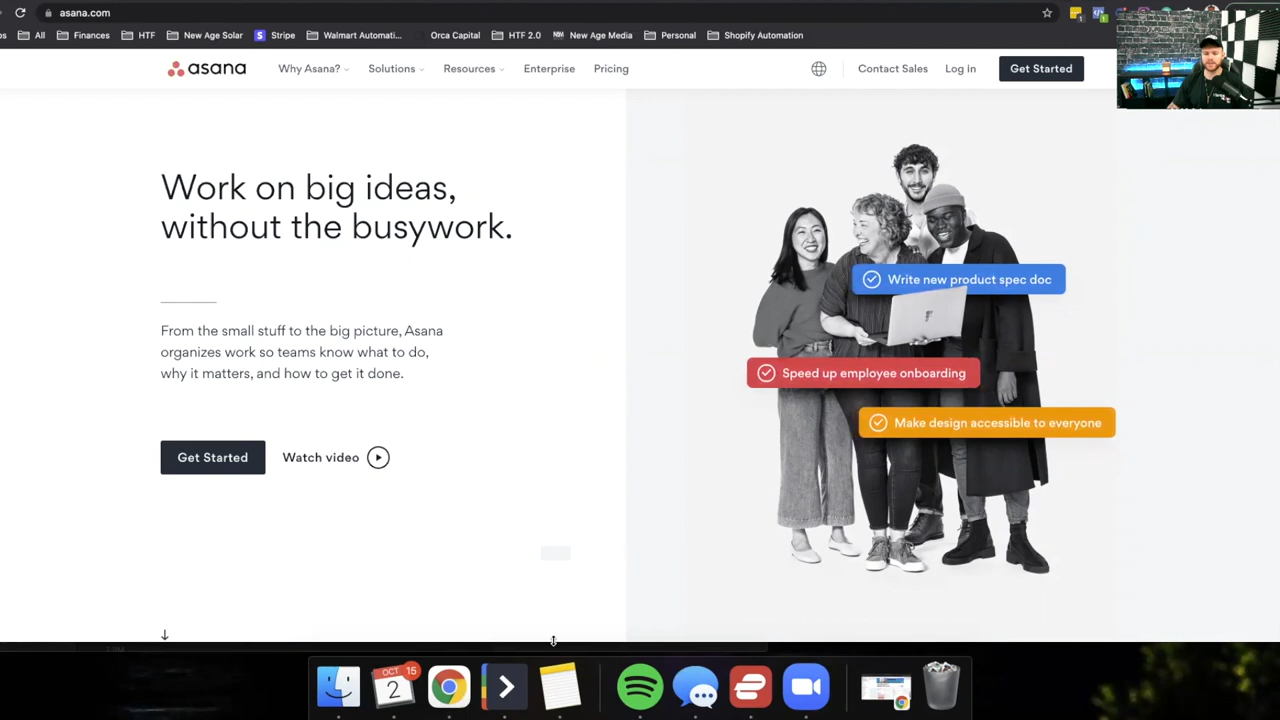 asana.com
All
Finances
HTF
New Age Solar
S Stripe
Walmart Automati...
Orca Capital
HTF 2.0
New Age Media
Personal
Shopify Automation
asana
Why Asana?
Solutions
Resources
Enterprise
Pricing
Contact Sales
Log In
Get Started
Work on big ideas,
without the busywork.
From the small stuff to the big picture, Asana
organizes work so teams know what to do,
why it matters, and how to get it done.
Get Started
Watch video
Write new product spec doc
Speed up employee onboarding
Make design accessible to everyone
OCT 15
2